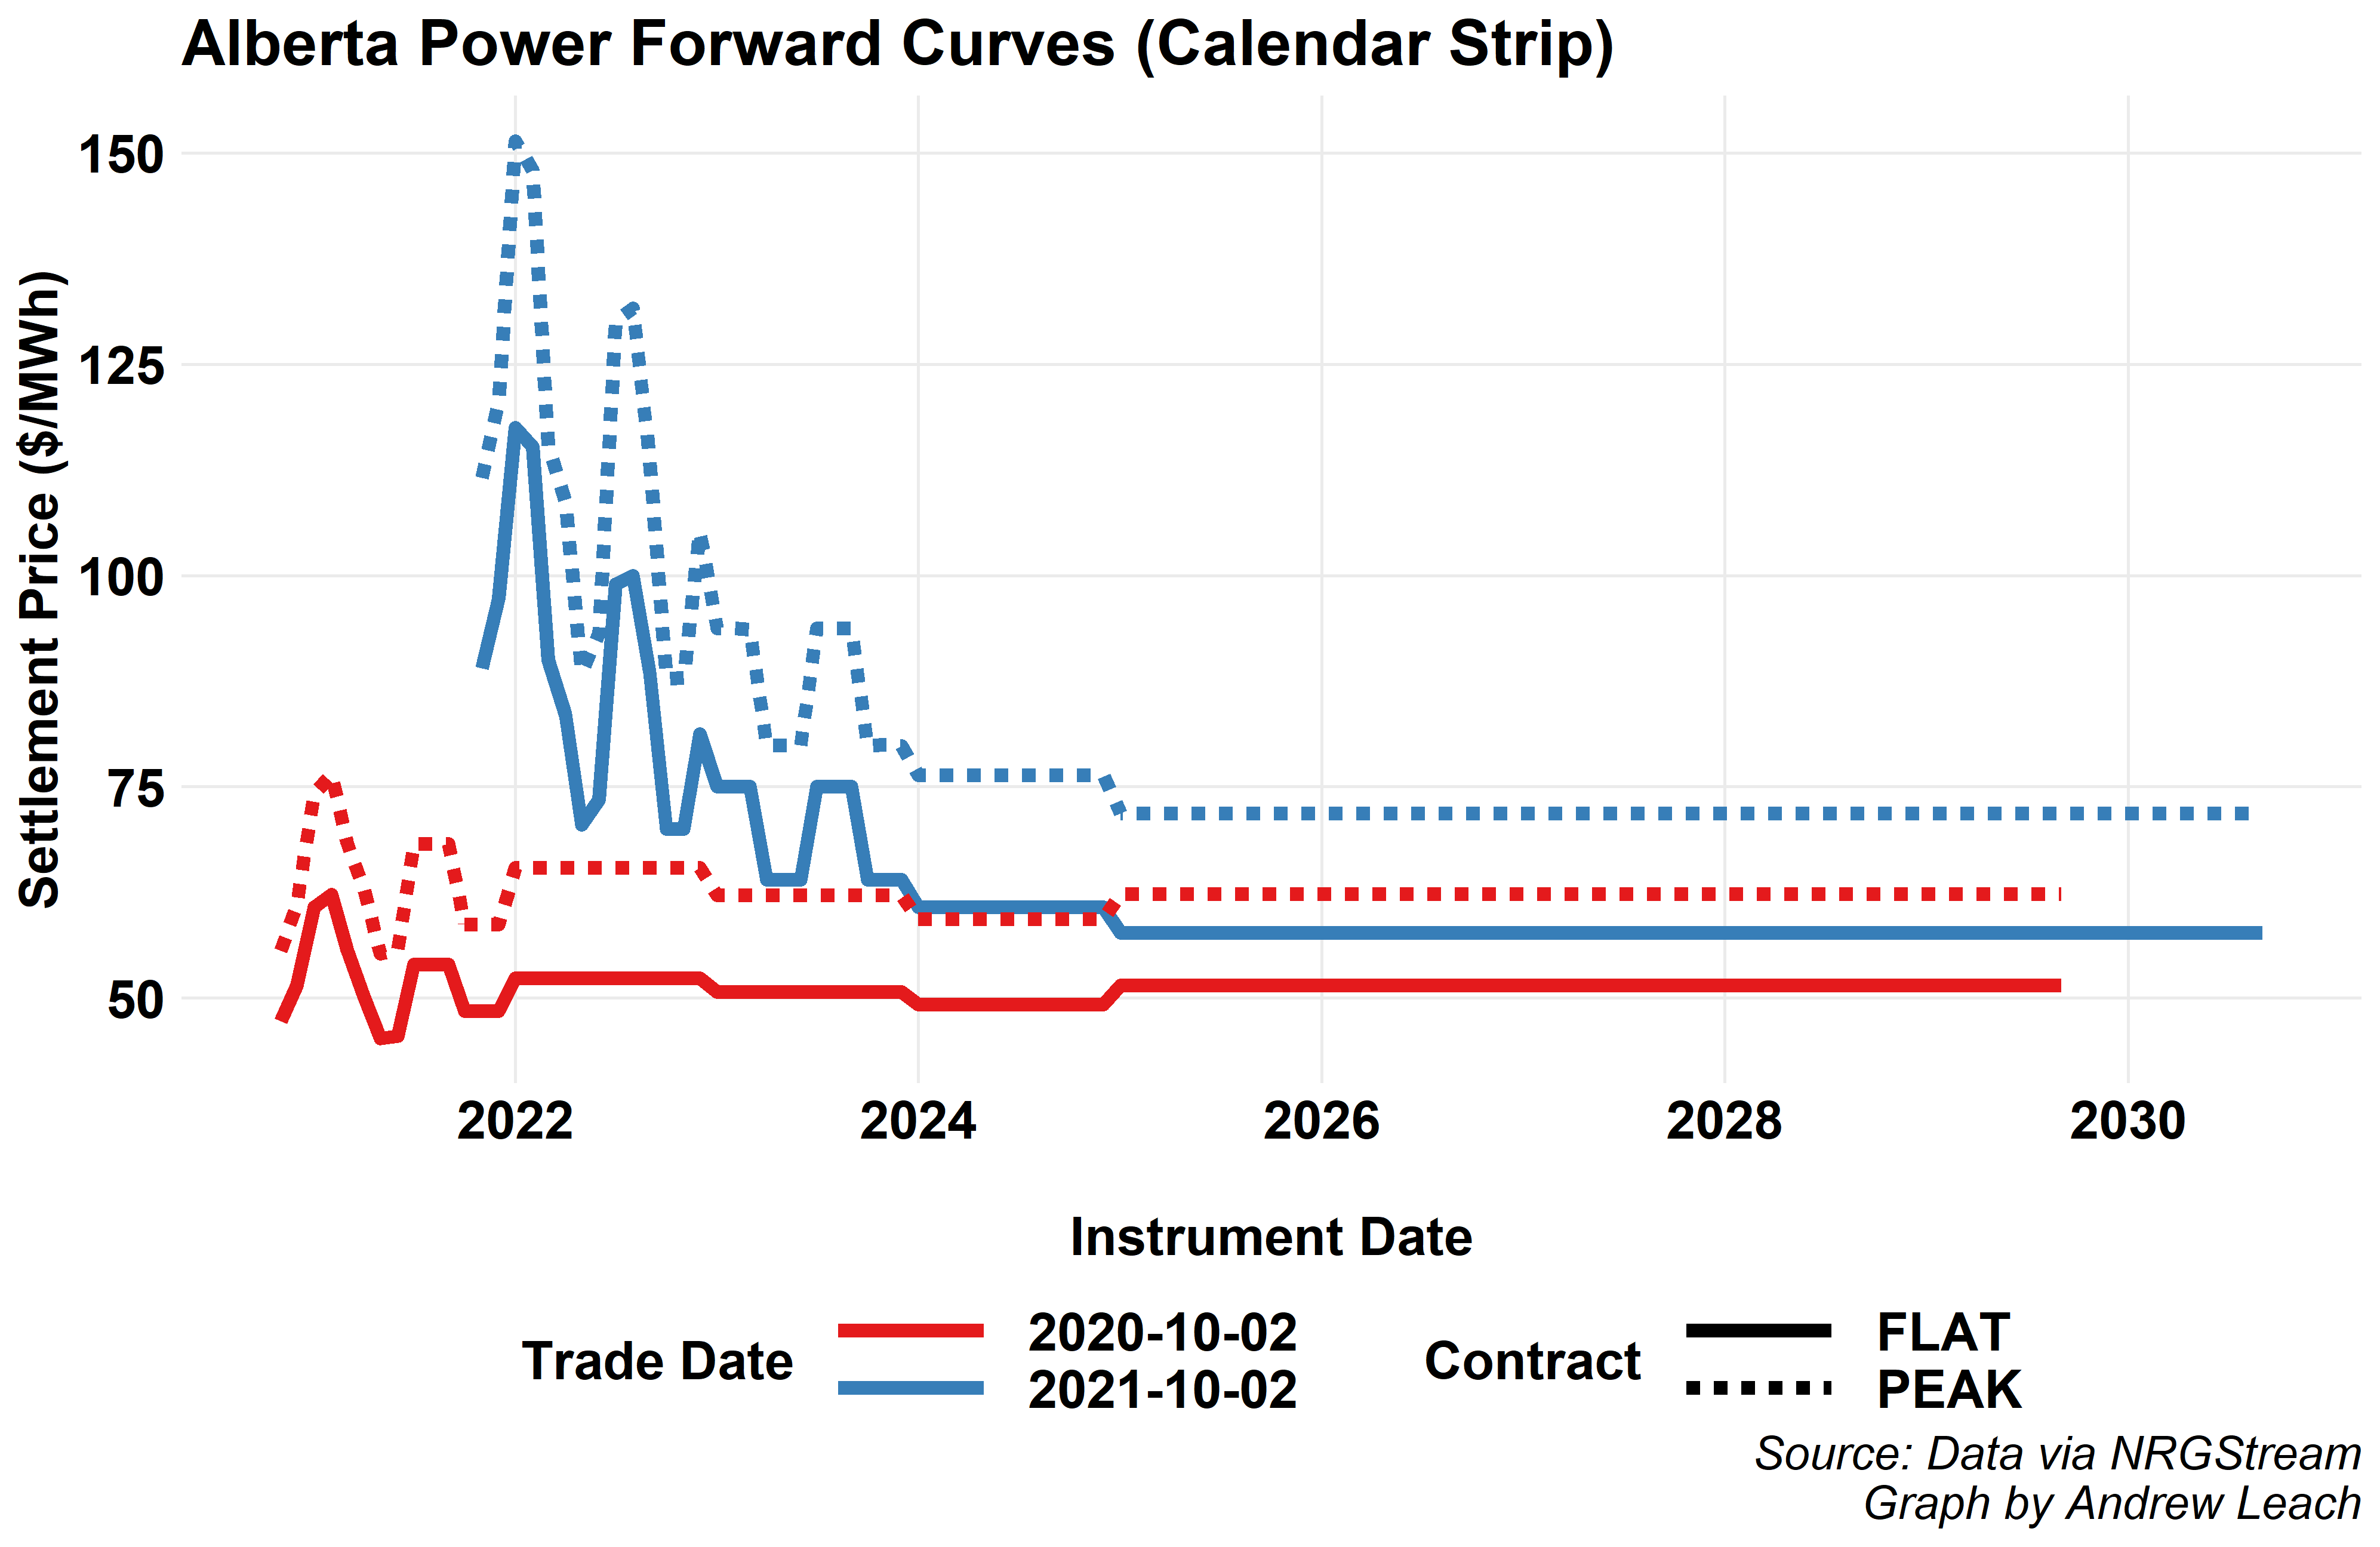 Alberta Power Forward Curves (Calendar Strip)
Settlement Price ($/MWh)
150
125
100
75
50
2022 2024 2026 2028 2030
Instrument Date
Trade Date
2020-10-02
2021-10-02
Contract
FLAT
PEAK
Source: Data via NRGStream
Graph by Andrew Leach